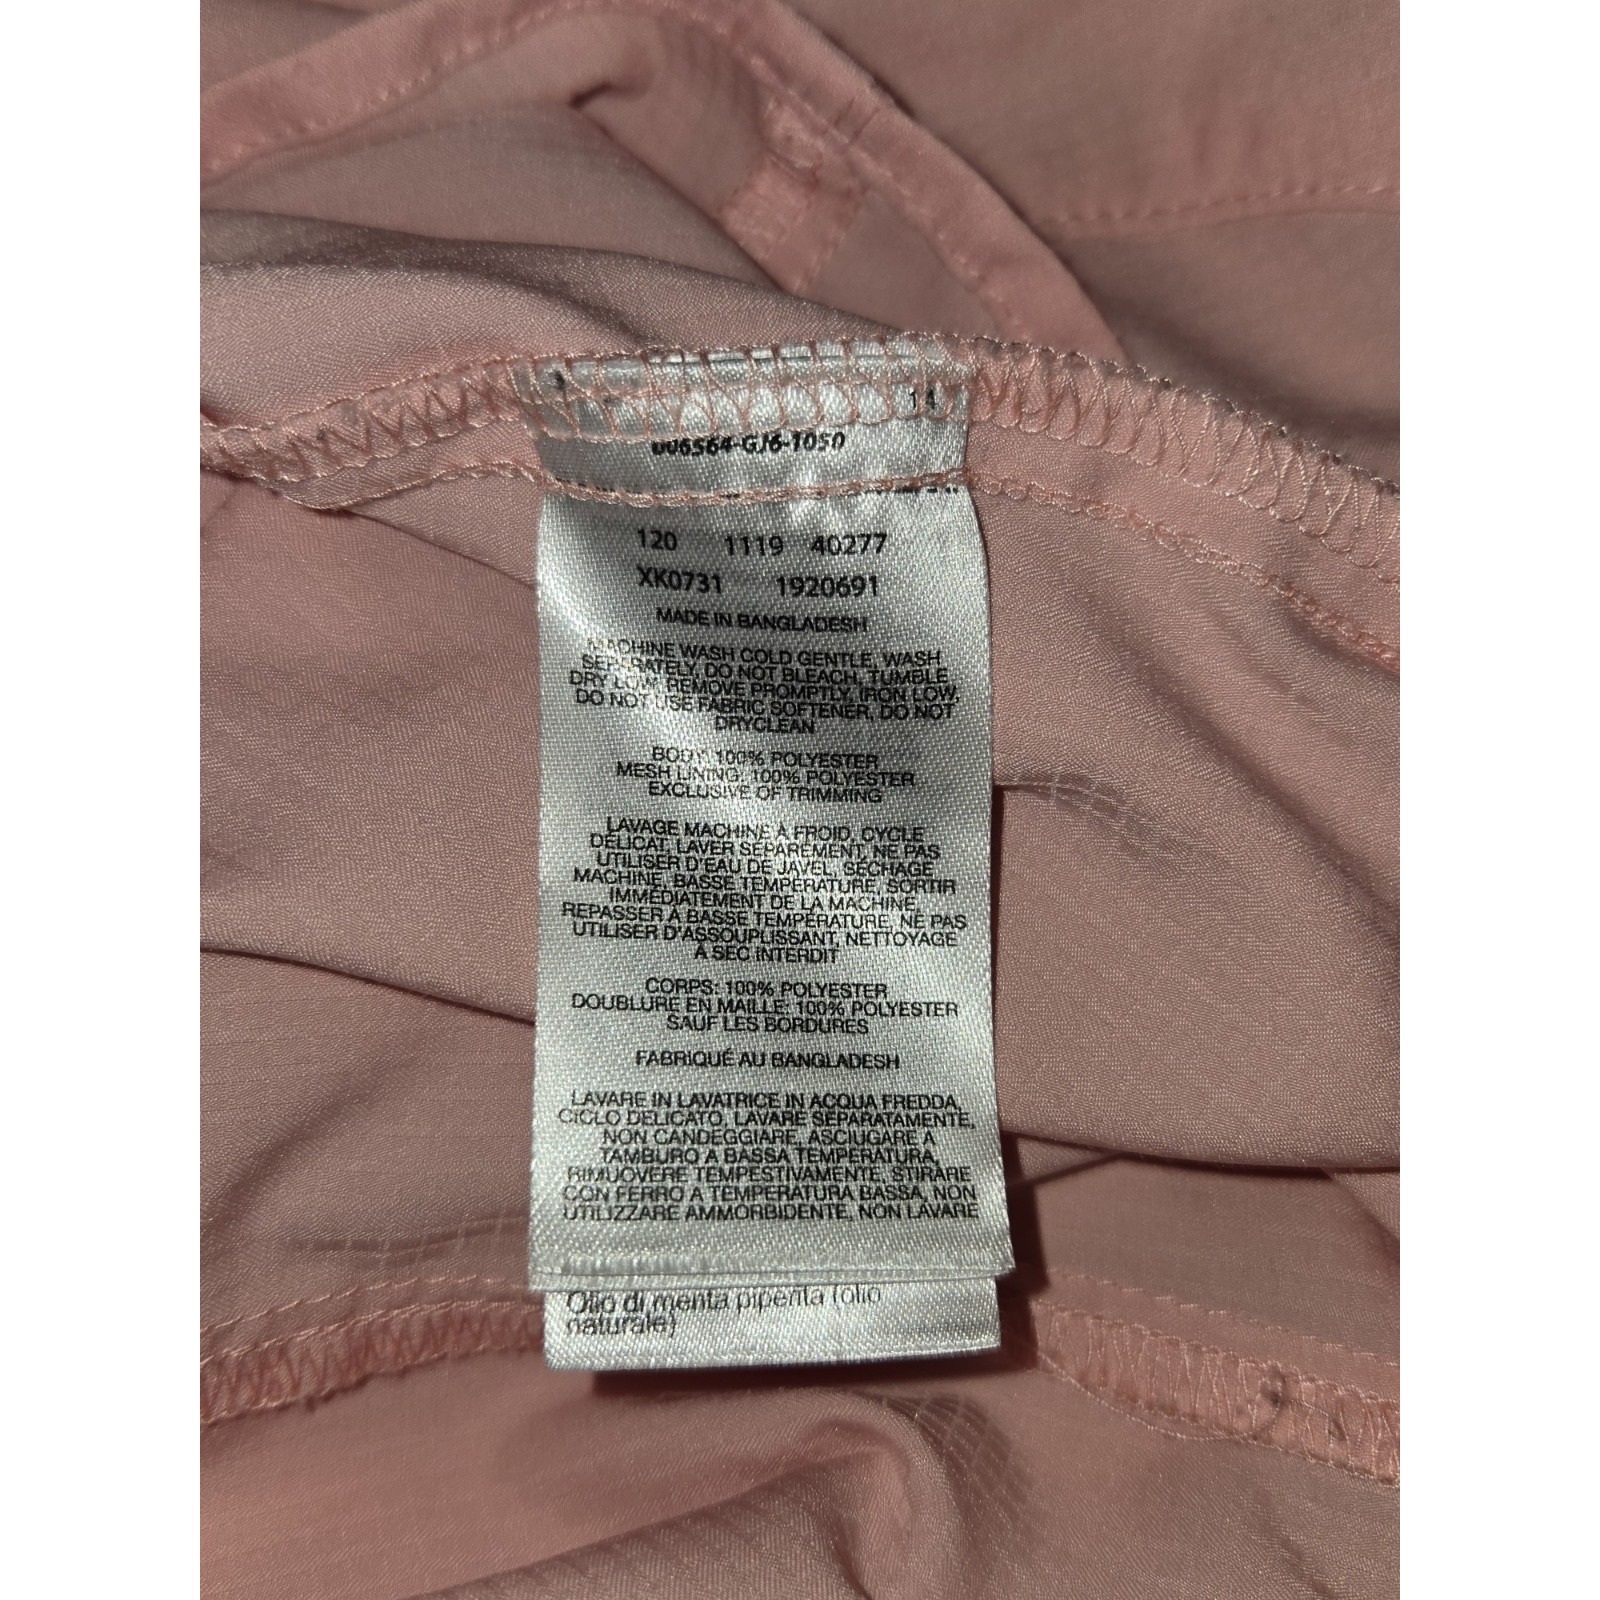 14
006564-GJ6-1050
120 1119 40277
XK0731 1920691
MADE IN BANGLADESH
MACHINE WASH COLD GENTLE, WASH
SEPARATELY, DO NOT BLEACH, TUMBLE
DRY LOW, REMOVE PROMPTLY, IRON LOW,
DO NOT USE FABRIC SOFTENER, DO NOT
DRYCLEAN
BODY: 100% POLYESTER
MESH LINING: 100% POLYESTER
EXCLUSIVE OF TRIMMING
LAVAGE MACHINE À FROID, CYCLE
DÉLICAT, LAVER SÉPARÉMENT, NE PAS
UTILISER D'EAU DE JAVEL, SÉCHAGE
MACHINE, BASSE TEMPÉRATURE, SORTIR
IMMÉDIATEMENT DE LA MACHINE,
REPASSER À BASSE TEMPÉRATURE, NE PAS
UTILISER D'ASSOUPLISSANT, NETTOYAGE
À SEC INTERDIT
CORPS: 100% POLYESTER
DOUBLURE EN MAILLE: 100% POLYESTER
SAUF LES BORDURES
FABRIQUÉ AU BANGLADESH
LAVARE IN LAVATRICE IN ACQUA FREDDA,
CICLO DELICATO, LAVARE SEPARATAMENTE,
NON CANDEGGIARE, ASCIUGARE A
TAMBURO A BASSA TEMPERATURA,
RIMUOVERE TEMPESTIVAMENTE, STIRARE
CON FERRO A TEMPERATURA BASSA, NON
UTILIZZARE AMMORBIDENTE, NON LAVARE
Olio di menta piperita (olio
naturale)